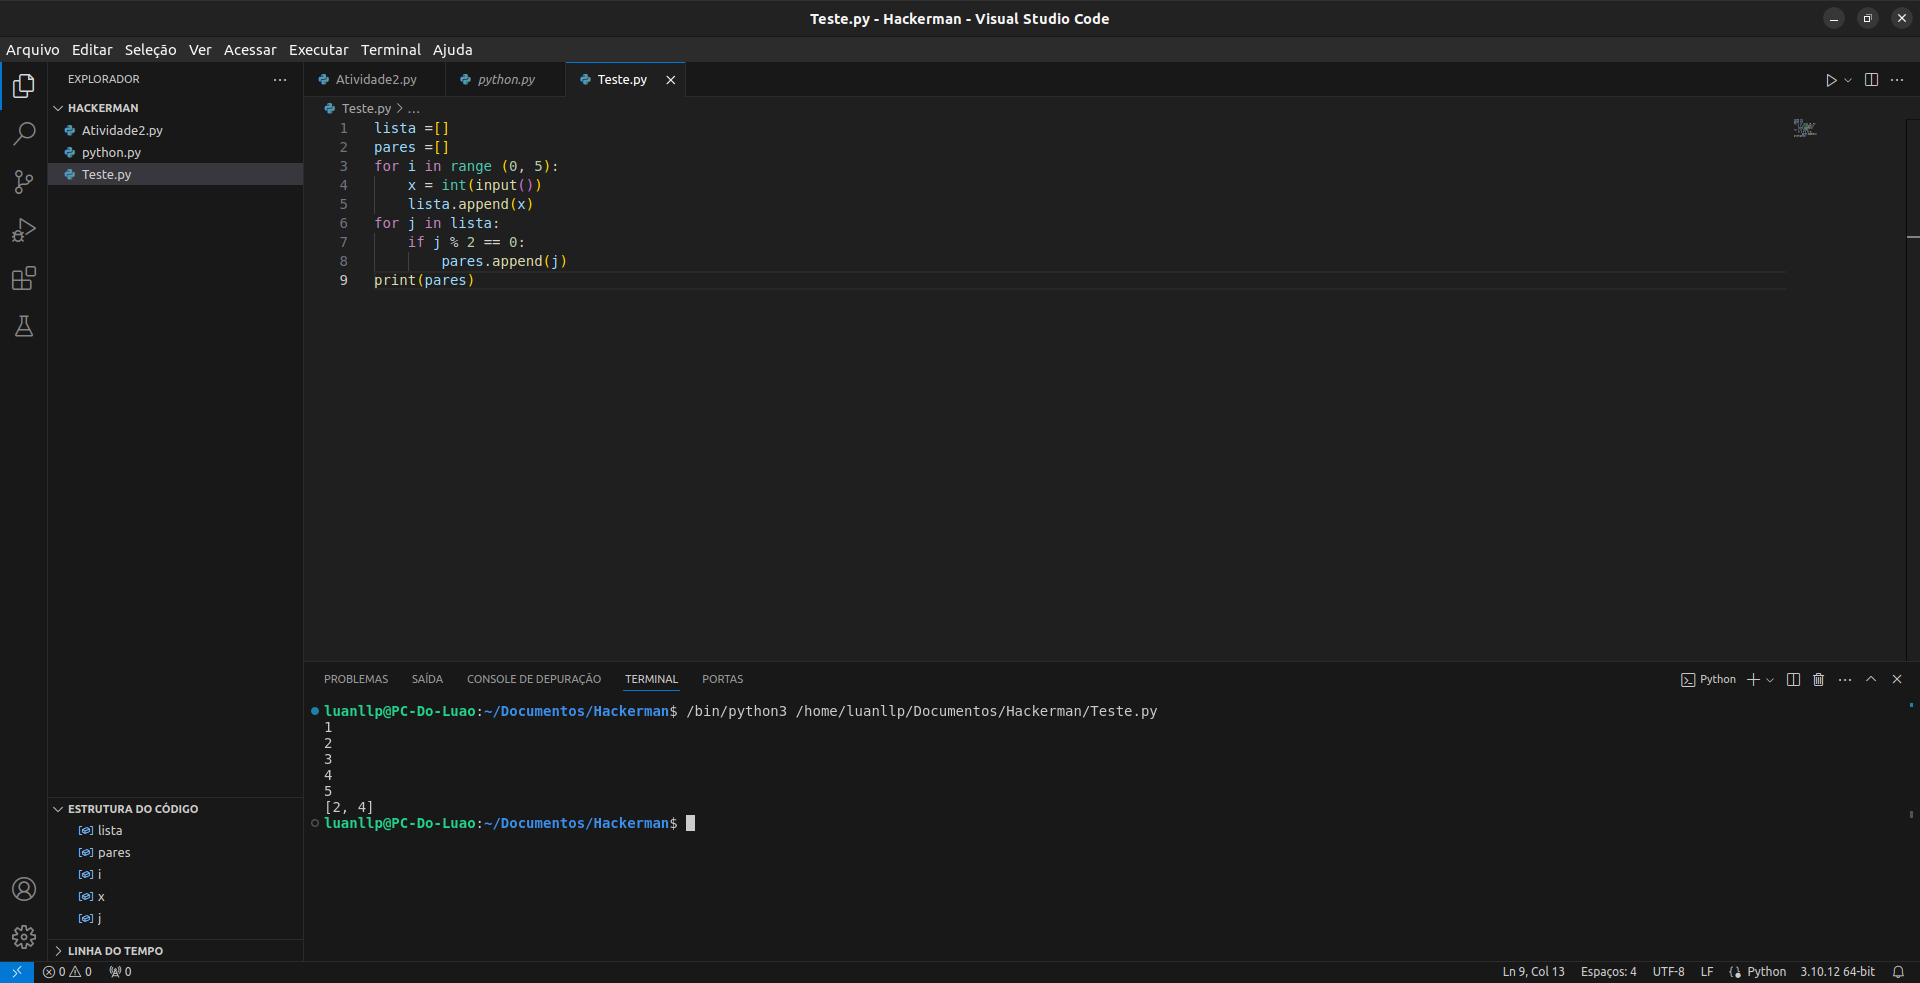 Teste.py - Hackerman - Visual Studio Code
Arquivo Editar Seleção Ver Acessar Executar Terminal Ajuda
EXPLORADOR
HACKERMAN
Atividade2.py
python.py
Teste.py
ESTRUTURA DO CÓDIGO
lista
pares
i
x
j
LINHA DO TEMPO
Atividade2.py python.py Teste.py
Teste.py > ...
1 lista =[]
2 pares =[]
3 for i in range (0, 5):
4 x = int(input())
5 lista.append(x)
6 for j in lista:
7 if j % 2 == 0:
8 pares.append(j)
9 print(pares)
PROBLEMAS SAÍDA CONSOLE DE DEPURAÇÃO TERMINAL PORTAS
Python
luanllp@PC-Do-Luao:~/Documentos/Hackerman$ /bin/python3 /home/luanllp/Documentos/Hackerman/Teste.py
1
2
3
4
5
[2, 4]
luanllp@PC-Do-Luao:~/Documentos/Hackerman$
0 0 0 Ln 9, Col 13 Espaços: 4 UTF-8 LF Python 3.10.12 64-bit